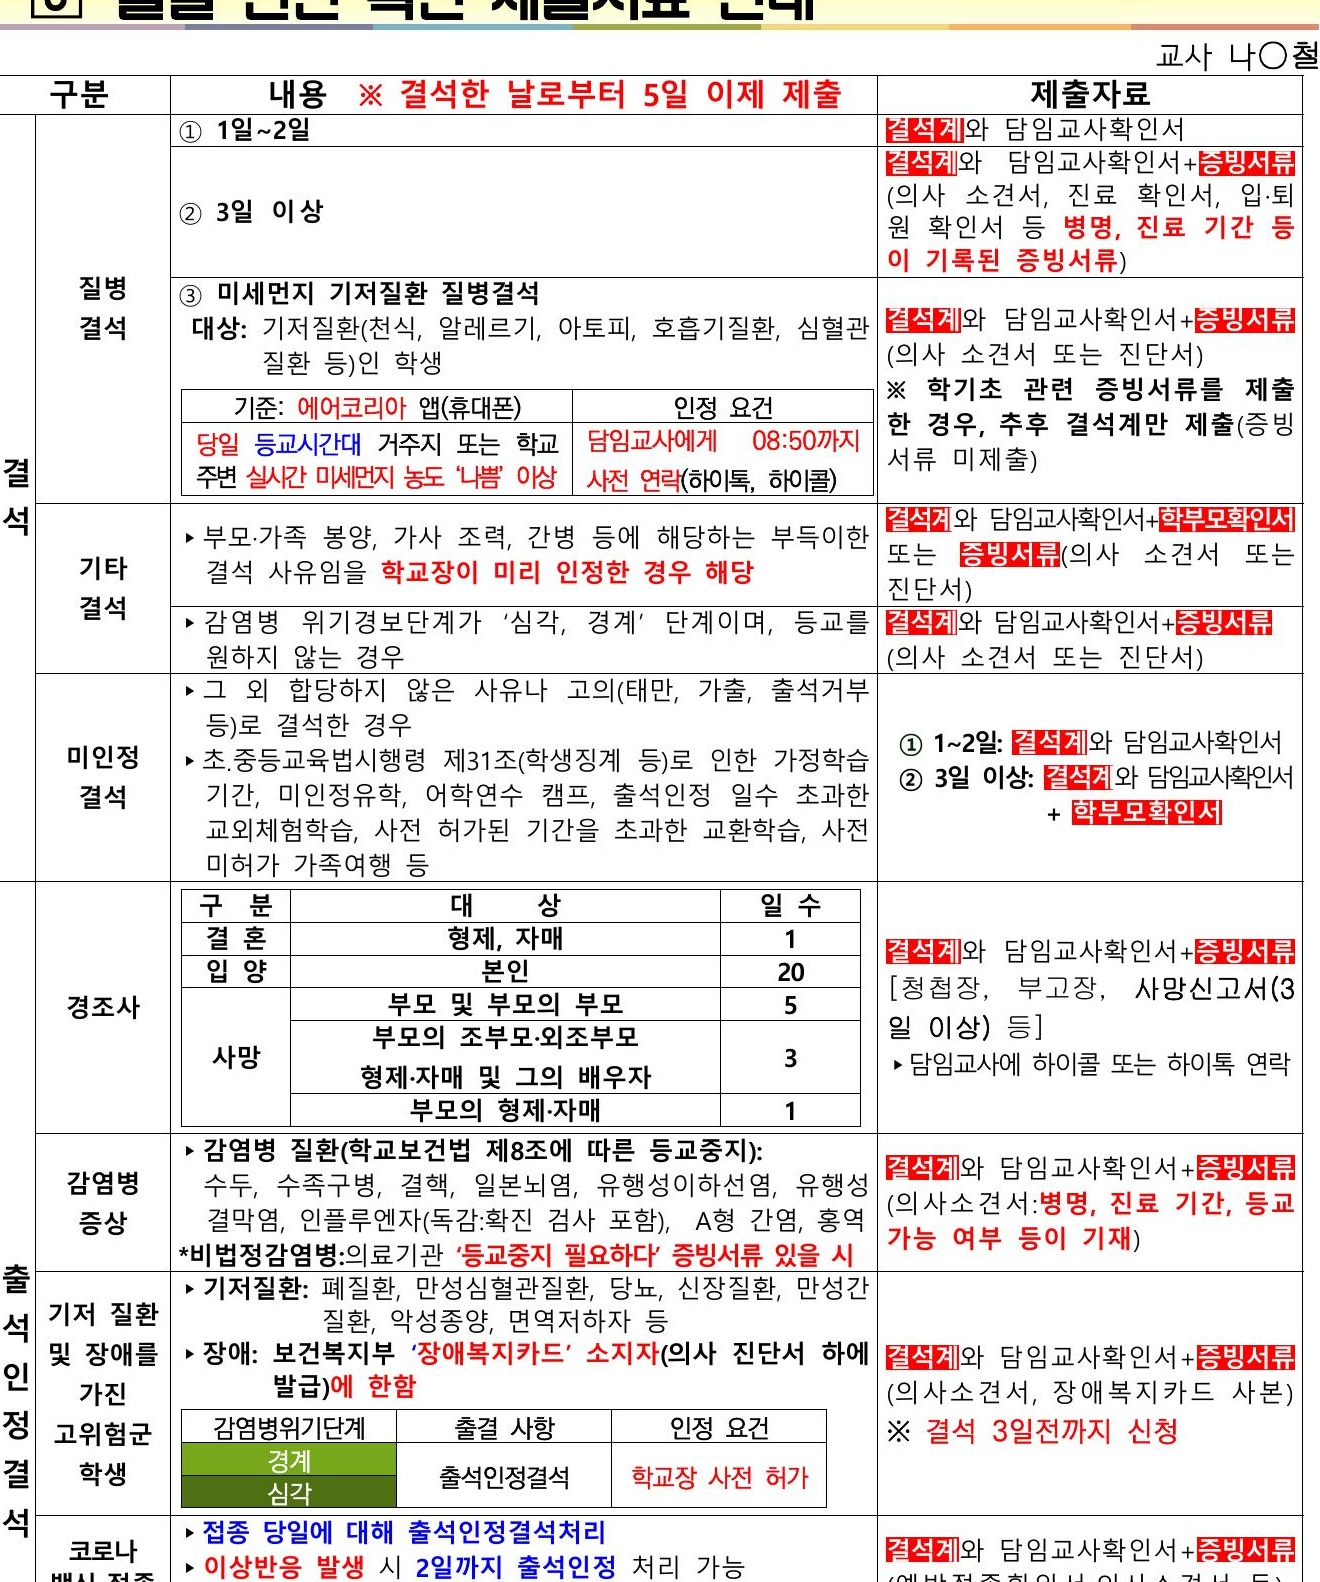 교사 나○철
구분 내용 ※ 결석한 날로부터 5일 이제 제출 제출자료
결석
질병
결석
① 1일~2일
결석계와 담임교사확인서
② 3일 이상
결석계와 담임교사확인서+증빙서류
(의사 소견서, 진료 확인서, 입·퇴
원 확인서 등 병명, 진료 기간 등
이 기록된 증빙서류)
③ 미세먼지 기저질환 질병결석
대상: 기저질환(천식, 알레르기, 아토피, 호흡기질환, 심혈관
질환 등)인 학생
기준: 에어코리아 앱(휴대폰) 인정 요건
당일 등교시간대 거주지 또는 학교
주변 실시간 미세먼지 농도 ‘나쁨’ 이상
담임교사에게 08:50까지
사전 연락(하이톡, 하이콜)
결석계와 담임교사확인서+증빙서류
(의사 소견서 또는 진단서)
※ 학기초 관련 증빙서류를 제출
한 경우, 추후 결석계만 제출(증빙
서류 미제출)
기타
결석
▸부모·가족 봉양, 가사 조력, 간병 등에 해당하는 부득이한
결석 사유임을 학교장이 미리 인정한 경우 해당
결석계와 담임교사확인서+학부모확인서
또는 증빙서류(의사 소견서 또는
진단서)
▸감염병 위기경보단계가 ‘심각, 경계’ 단계이며, 등교를
원하지 않는 경우
결석계와 담임교사확인서+증빙서류
(의사 소견서 또는 진단서)
미인정
결석
▸그 외 합당하지 않은 사유나 고의(태만, 가출, 출석거부
등)로 결석한 경우
▸초.중등교육법시행령 제31조(학생징계 등)로 인한 가정학습
기간, 미인정유학, 어학연수 캠프, 출석인정 일수 초과한
교외체험학습, 사전 허가된 기간을 초과한 교환학습, 사전
미허가 가족여행 등
① 1~2일: 결석계와 담임교사확인서
② 3일 이상: 결석계와 담임교사확인서
+ 학부모확인서
출석인정결석
경조사
구 분 대 상 일 수
결 혼 형제, 자매 1
입 양 본인 20
사망 부모 및 부모의 부모 5
부모의 조부모·외조부모
형제·자매 및 그의 배우자 3
부모의 형제·자매 1
결석계와 담임교사확인서+증빙서류
[청첩장, 부고장, 사망신고서(3
일 이상) 등]
▸담임교사에 하이콜 또는 하이톡 연락
감염병
증상
▸감염병 질환(학교보건법 제8조에 따른 등교중지):
수두, 수족구병, 결핵, 일본뇌염, 유행성이하선염, 유행성
결막염, 인플루엔자(독감:확진 검사 포함), A형 간염, 홍역
*비법정감염병:의료기관 ‘등교중지 필요하다’ 증빙서류 있을 시
결석계와 담임교사확인서+증빙서류
(의사소견서:병명, 진료 기간, 등교
가능 여부 등이 기재)
기저 질환
및 장애를
가진
고위험군
학생
▸기저질환: 폐질환, 만성심혈관질환, 당뇨, 신장질환, 만성간
질환, 악성종양, 면역저하자 등
▸장애: 보건복지부 ‘장애복지카드’ 소지자(의사 진단서 하에
발급)에 한함
감염병위기단계 출결 사항 인정 요건
경계
심각
출석인정결석 학교장 사전 허가
결석계와 담임교사확인서+증빙서류
(의사소견서, 장애복지카드 사본)
※ 결석 3일전까지 신청
코로나
▸접종 당일에 대해 출석인정결석처리
▸이상반응 발생 시 2일까지 출석인정 처리 가능
결석계와 담임교사확인서+증빙서류